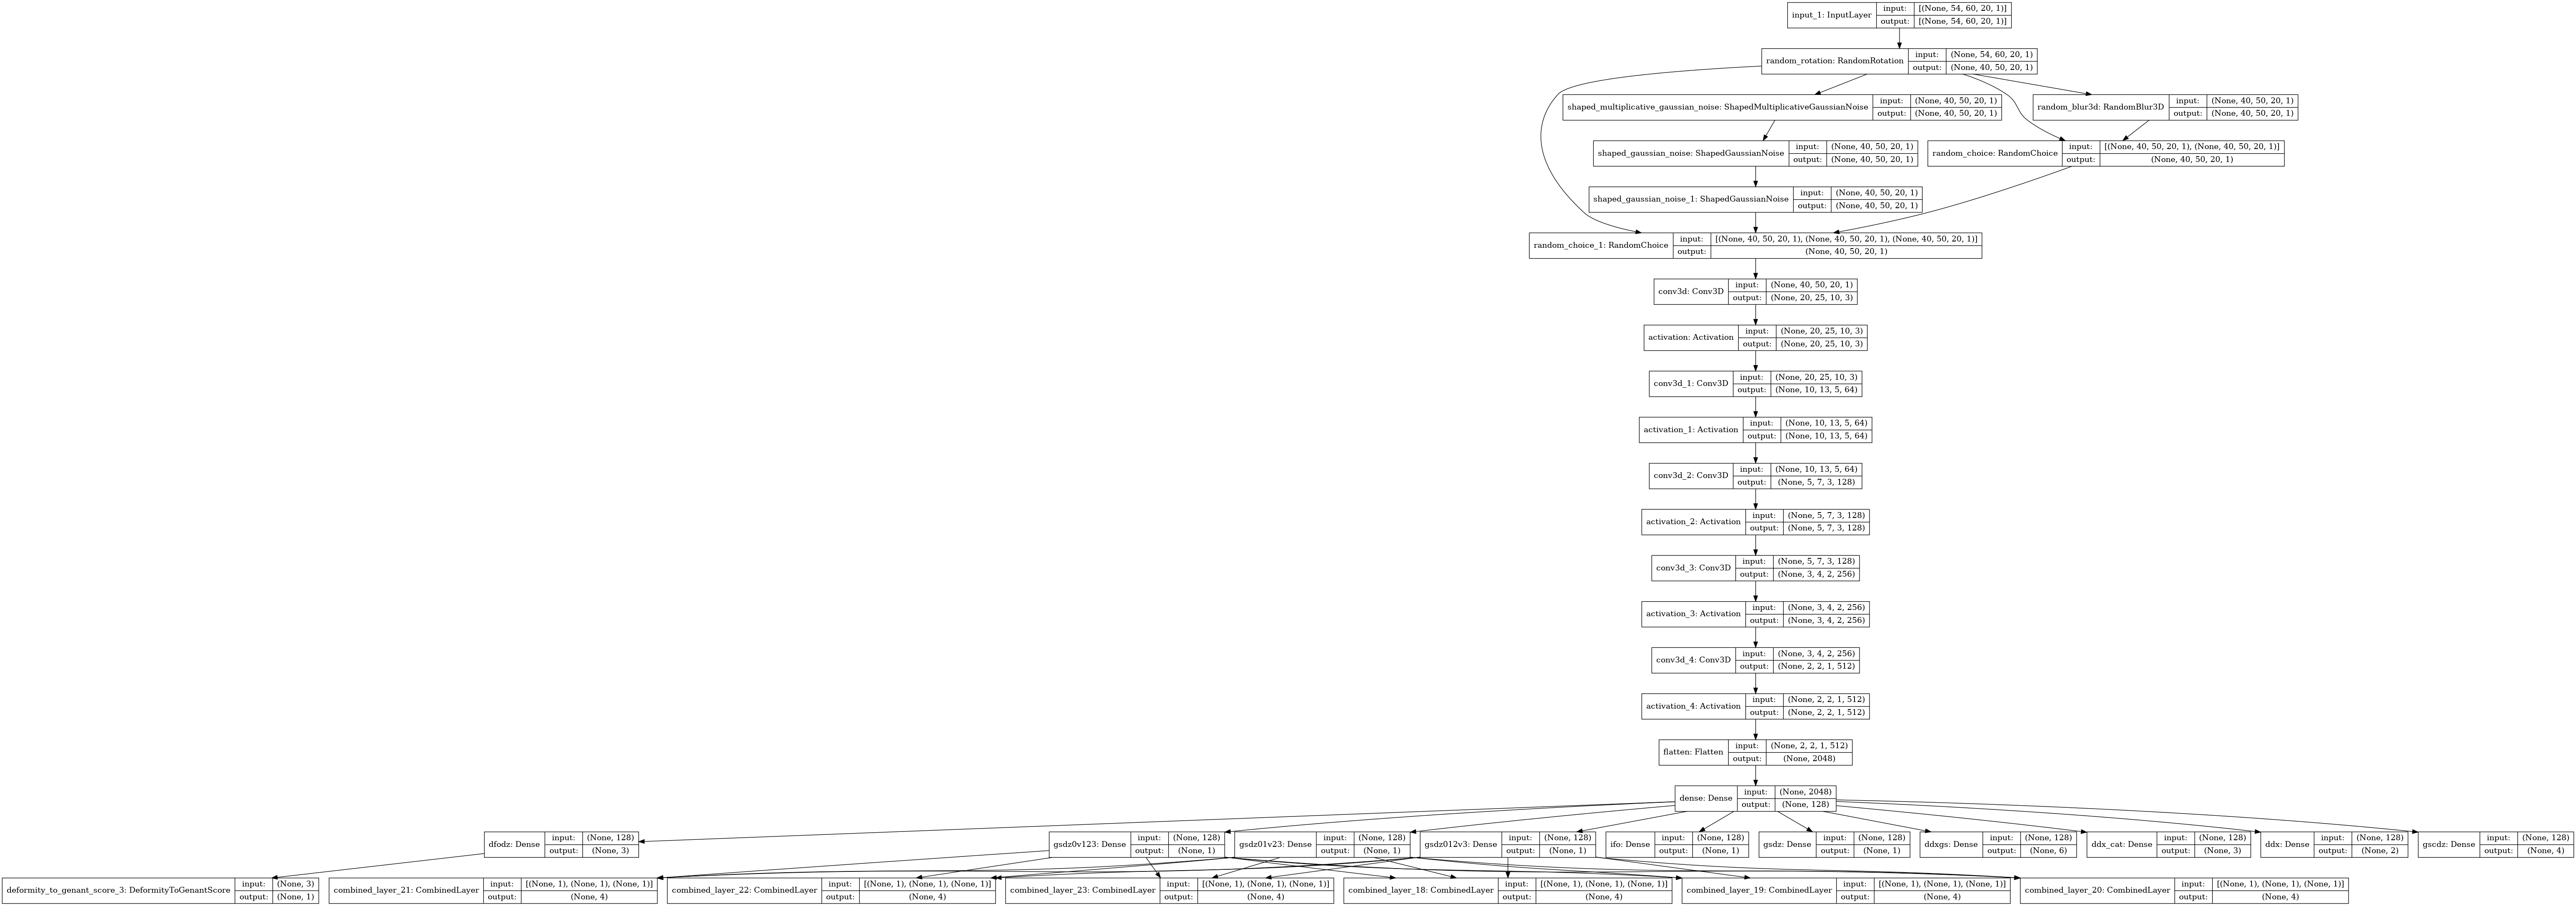 input_1: InputLayer
input: [(None, 54, 60, 20, 1)]
output: [(None, 54, 60, 20, 1)]
random_rotation: RandomRotation
input: (None, 54, 60, 20, 1)
output: (None, 40, 50, 20, 1)
shaped_multiplicative_gaussian_noise: ShapedMultiplicativeGaussianNoise
input: (None, 40, 50, 20, 1)
output: (None, 40, 50, 20, 1)
random_blur3d: RandomBlur3D
input: (None, 40, 50, 20, 1)
output: (None, 40, 50, 20, 1)
shaped_gaussian_noise: ShapedGaussianNoise
input: (None, 40, 50, 20, 1)
output: (None, 40, 50, 20, 1)
random_choice: RandomChoice
input: [(None, 40, 50, 20, 1), (None, 40, 50, 20, 1)]
output: (None, 40, 50, 20, 1)
shaped_gaussian_noise_1: ShapedGaussianNoise
input: (None, 40, 50, 20, 1)
output: (None, 40, 50, 20, 1)
random_choice_1: RandomChoice
input: [(None, 40, 50, 20, 1), (None, 40, 50, 20, 1), (None, 40, 50, 20, 1)]
output: (None, 40, 50, 20, 1)
conv3d: Conv3D
input: (None, 40, 50, 20, 1)
output: (None, 20, 25, 10, 3)
activation: Activation
input: (None, 20, 25, 10, 3)
output: (None, 20, 25, 10, 3)
conv3d_1: Conv3D
input: (None, 20, 25, 10, 3)
output: (None, 10, 13, 5, 64)
activation_1: Activation
input: (None, 10, 13, 5, 64)
output: (None, 10, 13, 5, 64)
conv3d_2: Conv3D
input: (None, 10, 13, 5, 64)
output: (None, 5, 7, 3, 128)
activation_2: Activation
input: (None, 5, 7, 3, 128)
output: (None, 5, 7, 3, 128)
conv3d_3: Conv3D
input: (None, 5, 7, 3, 128)
output: (None, 3, 4, 2, 256)
activation_3: Activation
input: (None, 3, 4, 2, 256)
output: (None, 3, 4, 2, 256)
conv3d_4: Conv3D
input: (None, 3, 4, 2, 256)
output: (None, 2, 2, 1, 512)
activation_4: Activation
input: (None, 2, 2, 1, 512)
output: (None, 2, 2, 1, 512)
flatten: Flatten
input: (None, 2, 2, 1, 512)
output: (None, 2048)
dense: Dense
input: (None, 2048)
output: (None, 128)
dfodz: Dense
input: (None, 128)
output: (None, 3)
gsdz0v123: Dense
input: (None, 128)
output: (None, 1)
gsdz01v23: Dense
input: (None, 128)
output: (None, 1)
gsdz012v3: Dense
input: (None, 128)
output: (None, 1)
ifo: Dense
input: (None, 128)
output: (None, 1)
gsdz: Dense
input: (None, 128)
output: (None, 1)
ddxgs: Dense
input: (None, 128)
output: (None, 6)
ddx_cat: Dense
input: (None, 128)
output: (None, 3)
ddx: Dense
input: (None, 128)
output: (None, 2)
gscdz: Dense
input: (None, 128)
output: (None, 4)
deformity_to_genant_score_3: DeformityToGenantScore
input: (None, 3)
output: (None, 1)
combined_layer_21: CombinedLayer
input: [(None, 1), (None, 1), (None, 1)]
output: (None, 4)
combined_layer_22: CombinedLayer
input: [(None, 1), (None, 1), (None, 1)]
output: (None, 4)
combined_layer_23: CombinedLayer
input: [(None, 1), (None, 1), (None, 1)]
output: (None, 4)
combined_layer_18: CombinedLayer
input: [(None, 1), (None, 1), (None, 1)]
output: (None, 4)
combined_layer_19: CombinedLayer
input: [(None, 1), (None, 1), (None, 1)]
output: (None, 4)
combined_layer_20: CombinedLayer
input: [(None, 1), (None, 1), (None, 1)]
output: (None, 4)